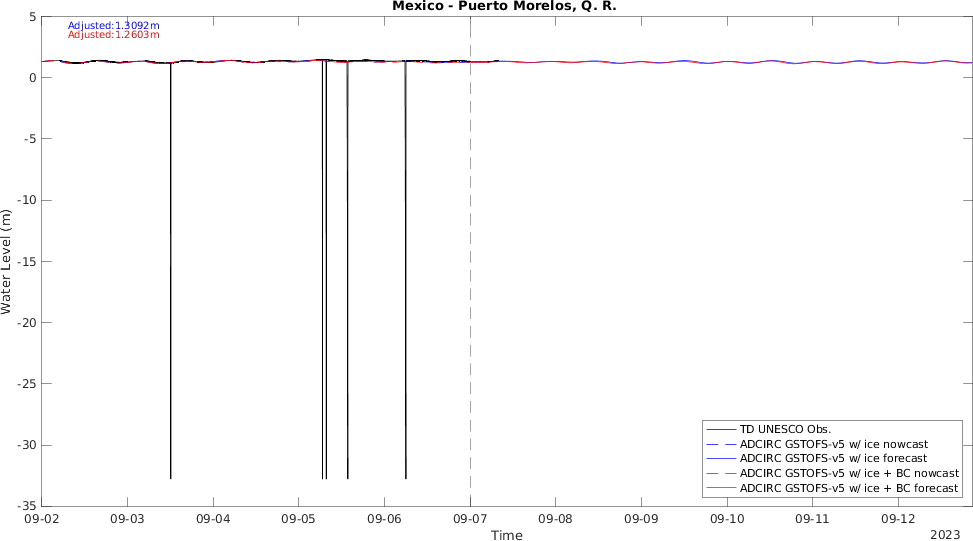 Mexico - Puerto Morelos, Q. R.
Adjusted:1.3092m
Adjusted:1.2603m
5
0
-5
-10
-15
-20
-25
-30
-35
Water Level (m)
09-02 09-03 09-04 09-05 09-06 09-07 09-08 09-09 09-10 09-11 09-12
Time
2023
TD UNESCO Obs.
ADCIRC GSTOFS-v5 w/ ice nowcast
ADCIRC GSTOFS-v5 w/ ice forecast
ADCIRC GSTOFS-v5 w/ ice + BC nowcast
ADCIRC GSTOFS-v5 w/ ice + BC forecast